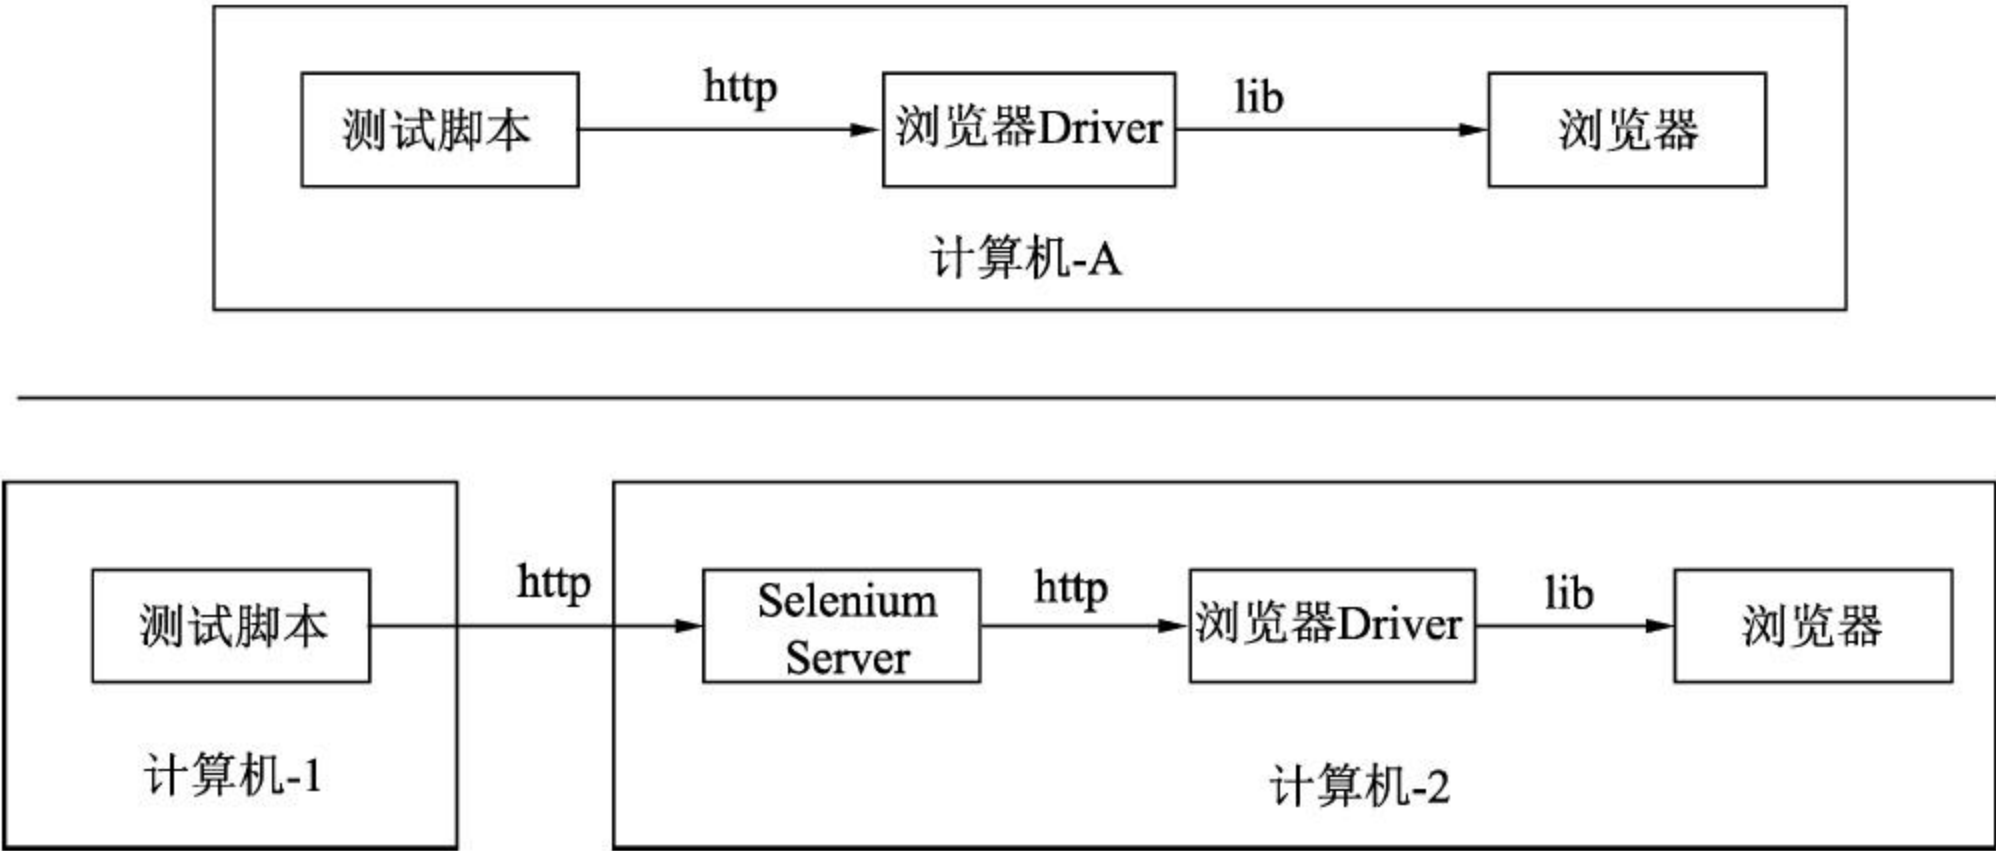 http
lib
测试脚本
浏览器Driver
浏览器
计算机-A
http
http
lib
测试脚本
Selenium
Server
浏览器Driver
浏览器
计算机-1
计算机-2